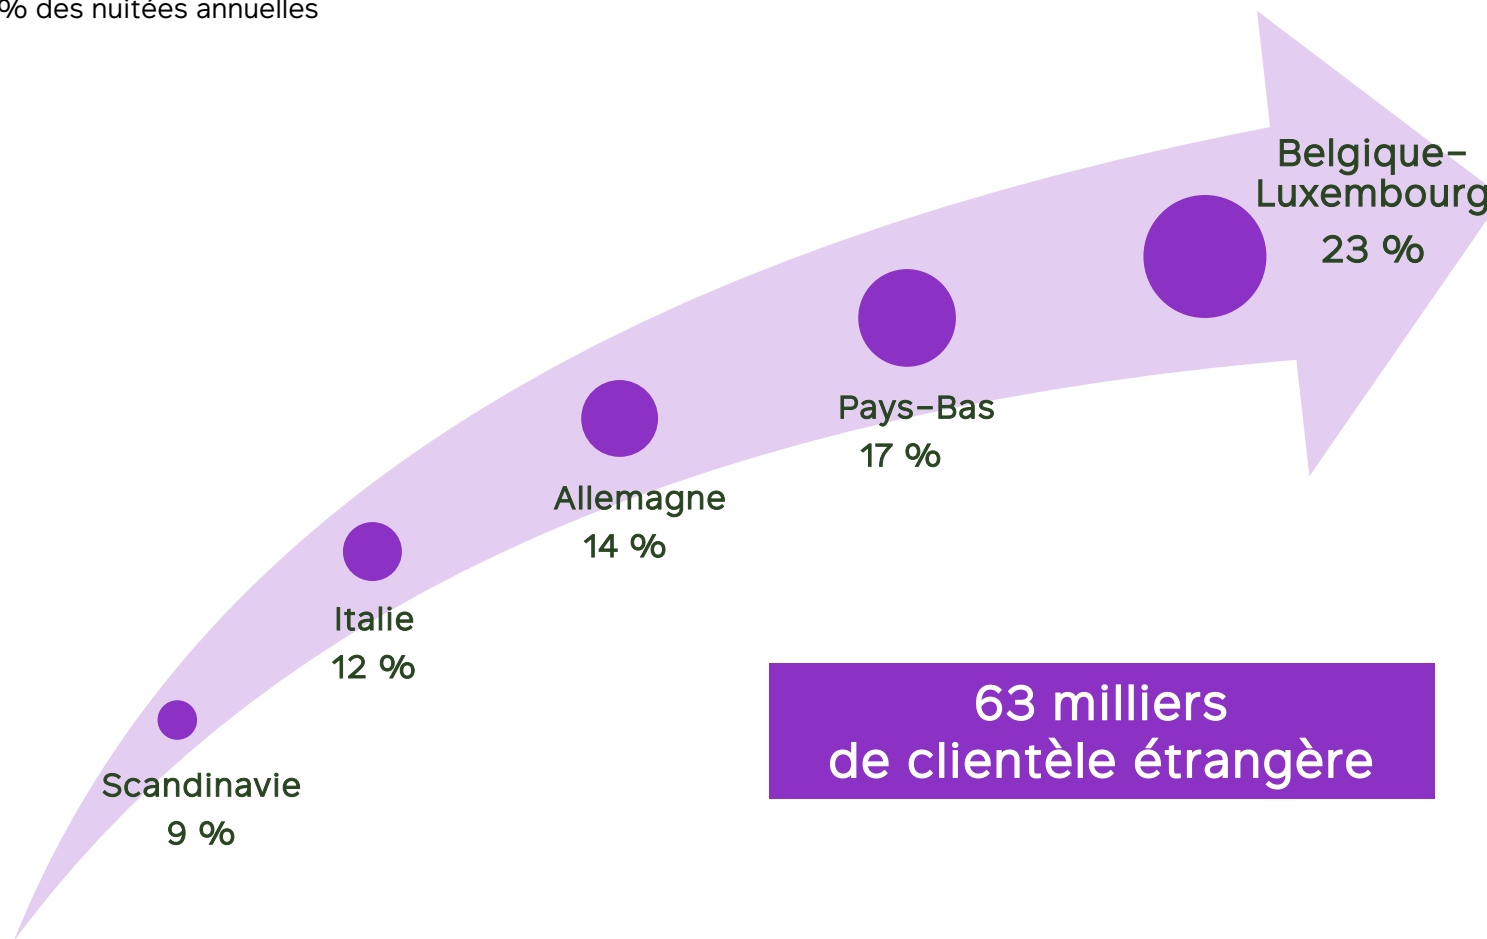 % des nuitées annuelles
Belgique-
Luxembourg
23 %
Pays-Bas
17 %
Allemagne
14 %
Italie
12 %
Scandinavie
9 %
63 milliers
de clientèle étrangère